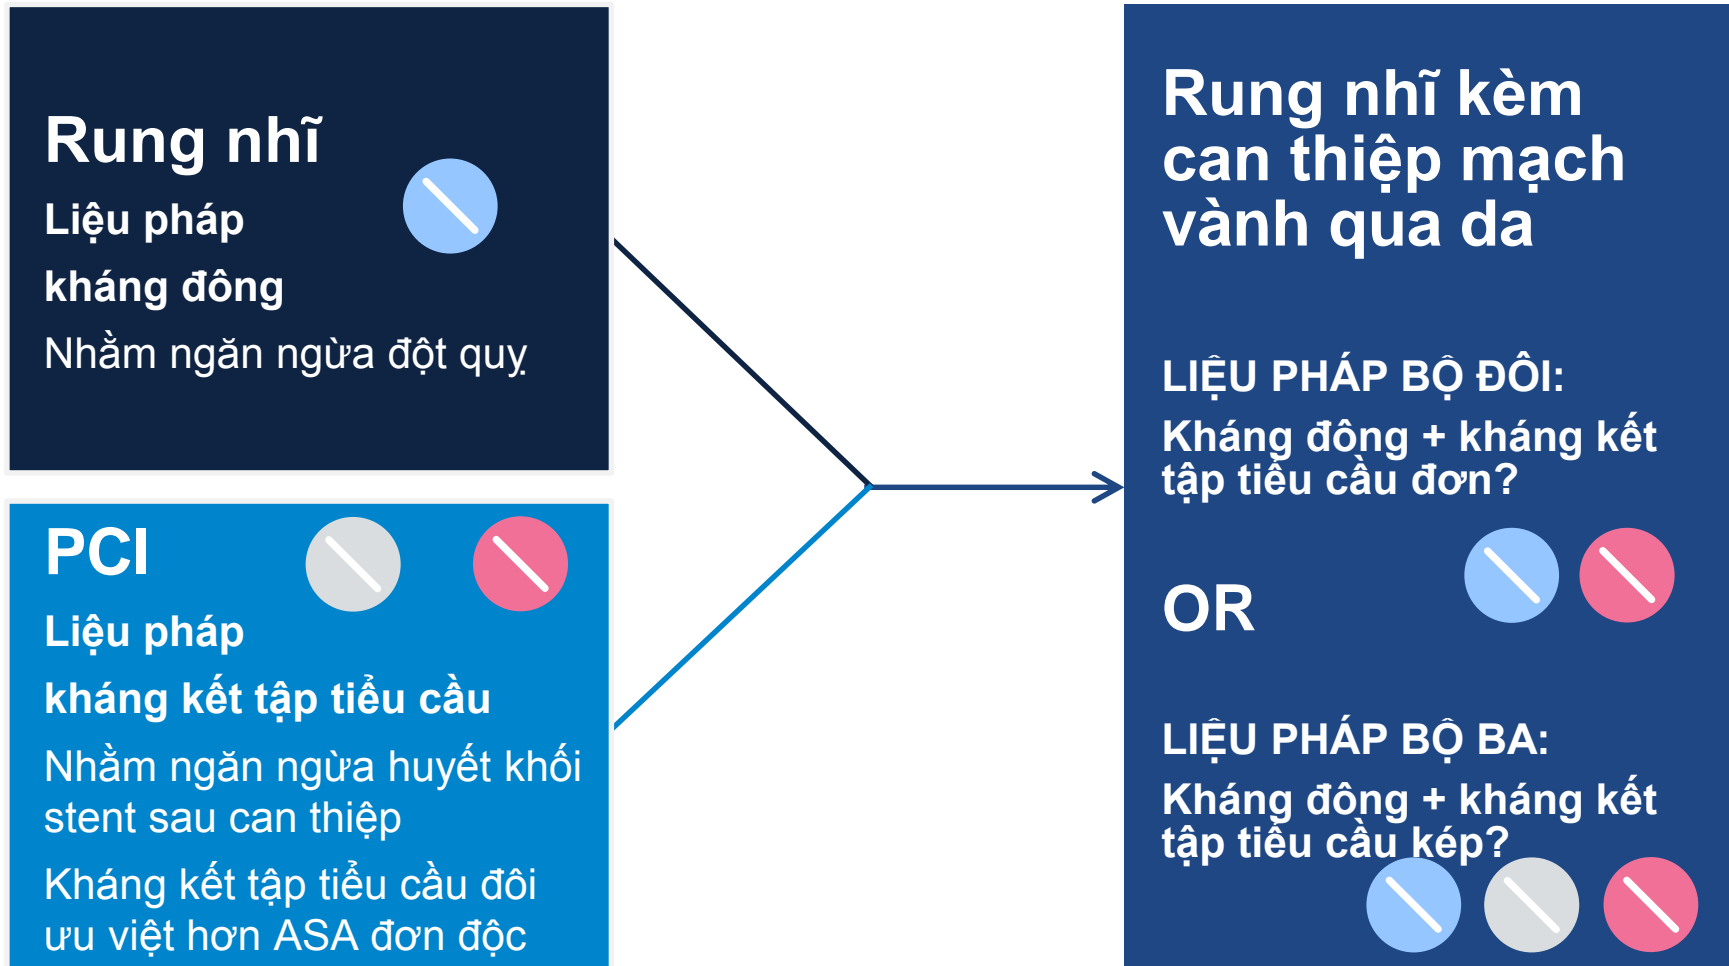 Rung nhĩ
Liệu pháp
kháng đông
Nhằm ngăn ngừa đột quỵ
PCI
Liệu pháp
kháng kết tập tiểu cầu
Nhằm ngăn ngừa huyết khối
stent sau can thiệp
Kháng kết tập tiểu cầu đôi
ưu việt hơn ASA đơn độc
Rung nhĩ kèm
can thiệp mạch
vành qua da
LIỆU PHÁP BỘ ĐÔI:
Kháng đông + kháng kết
tập tiểu cầu đơn?
OR
LIỆU PHÁP BỘ BA:
Kháng đông + kháng kết
tập tiểu cầu kép?